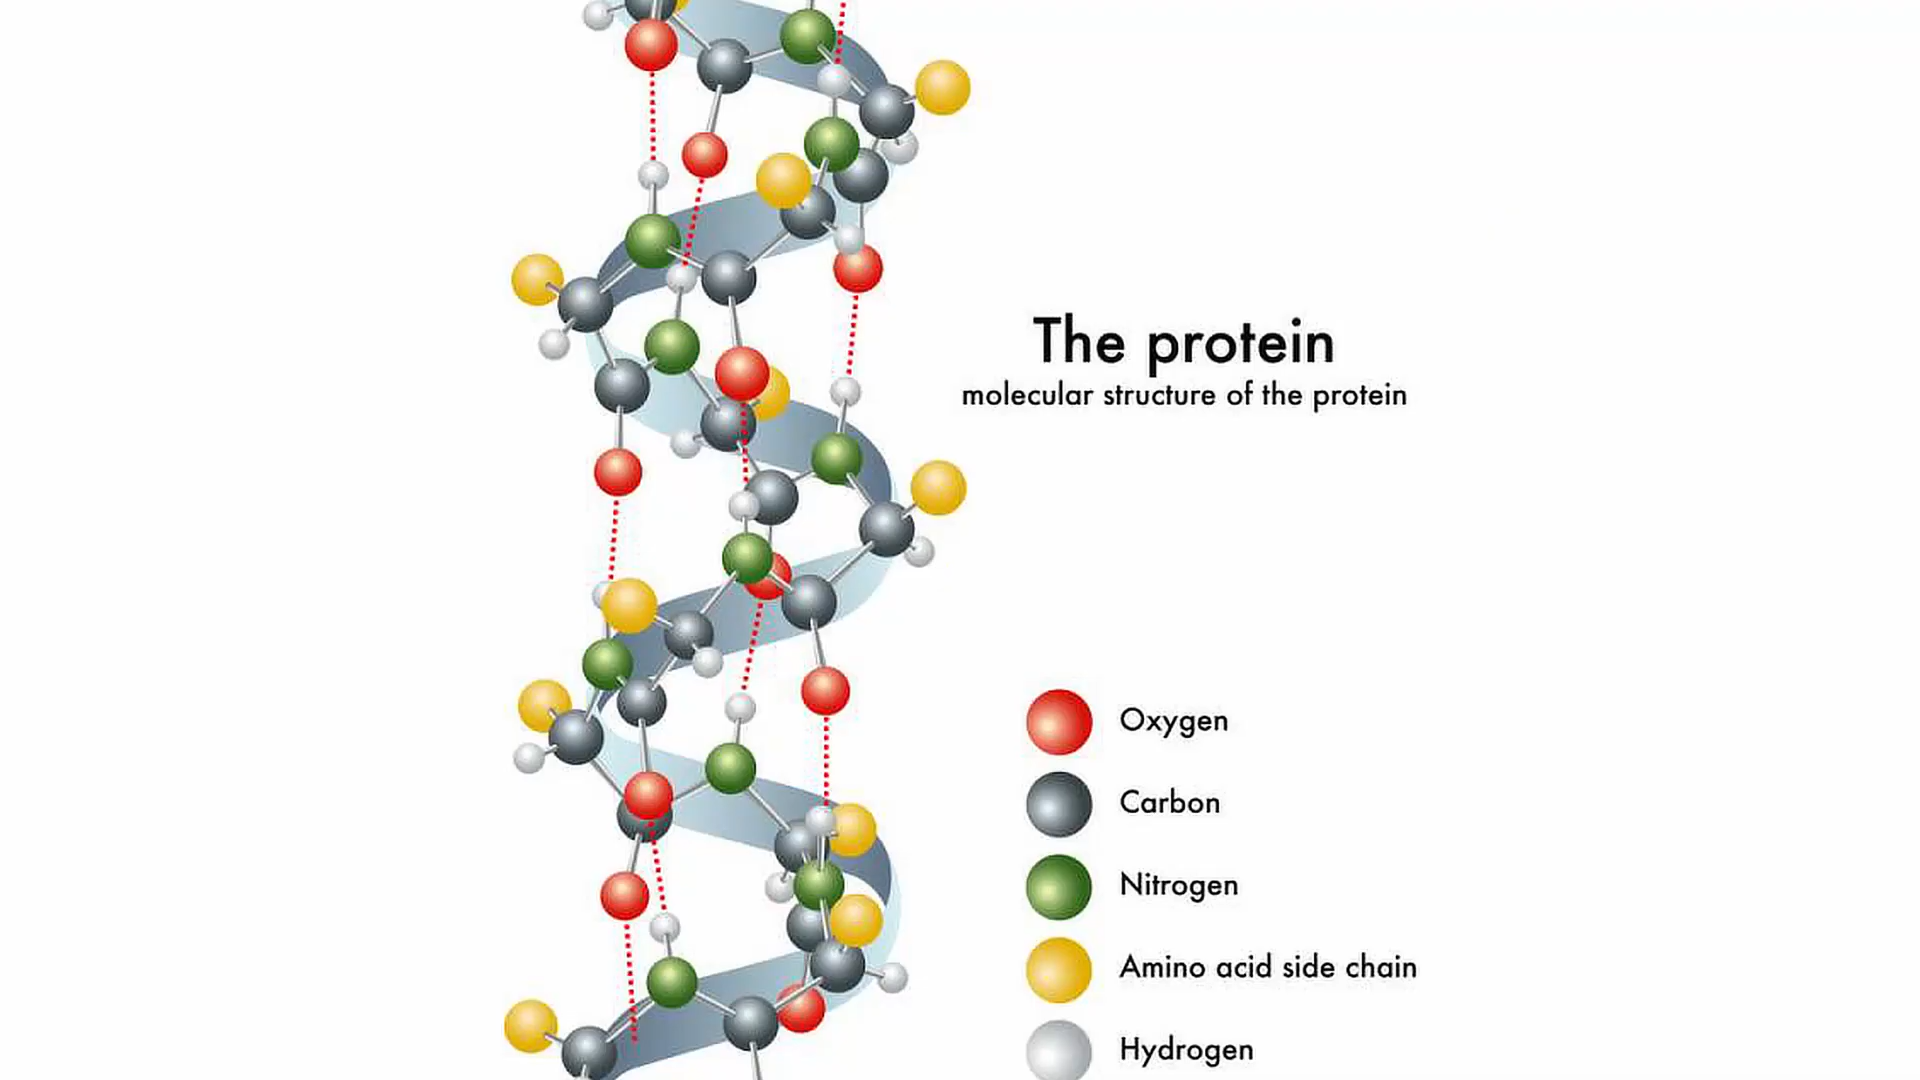 The protein
molecular structure of the protein
Oxygen
Carbon
Nitrogen
Amino acid side chain
Hydrogen